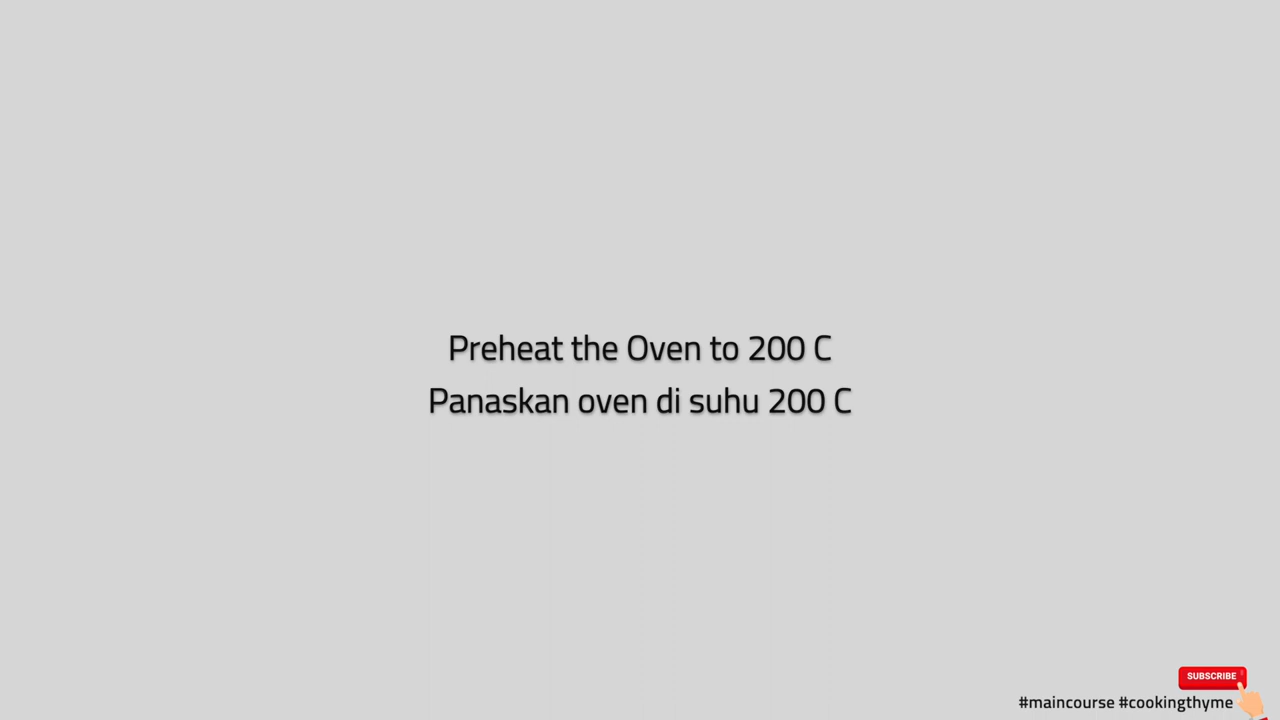 Preheat the Oven to 200 C
Panaskan oven di suhu 200 C
SUBSCRIBE
#maincourse #cookingthyme